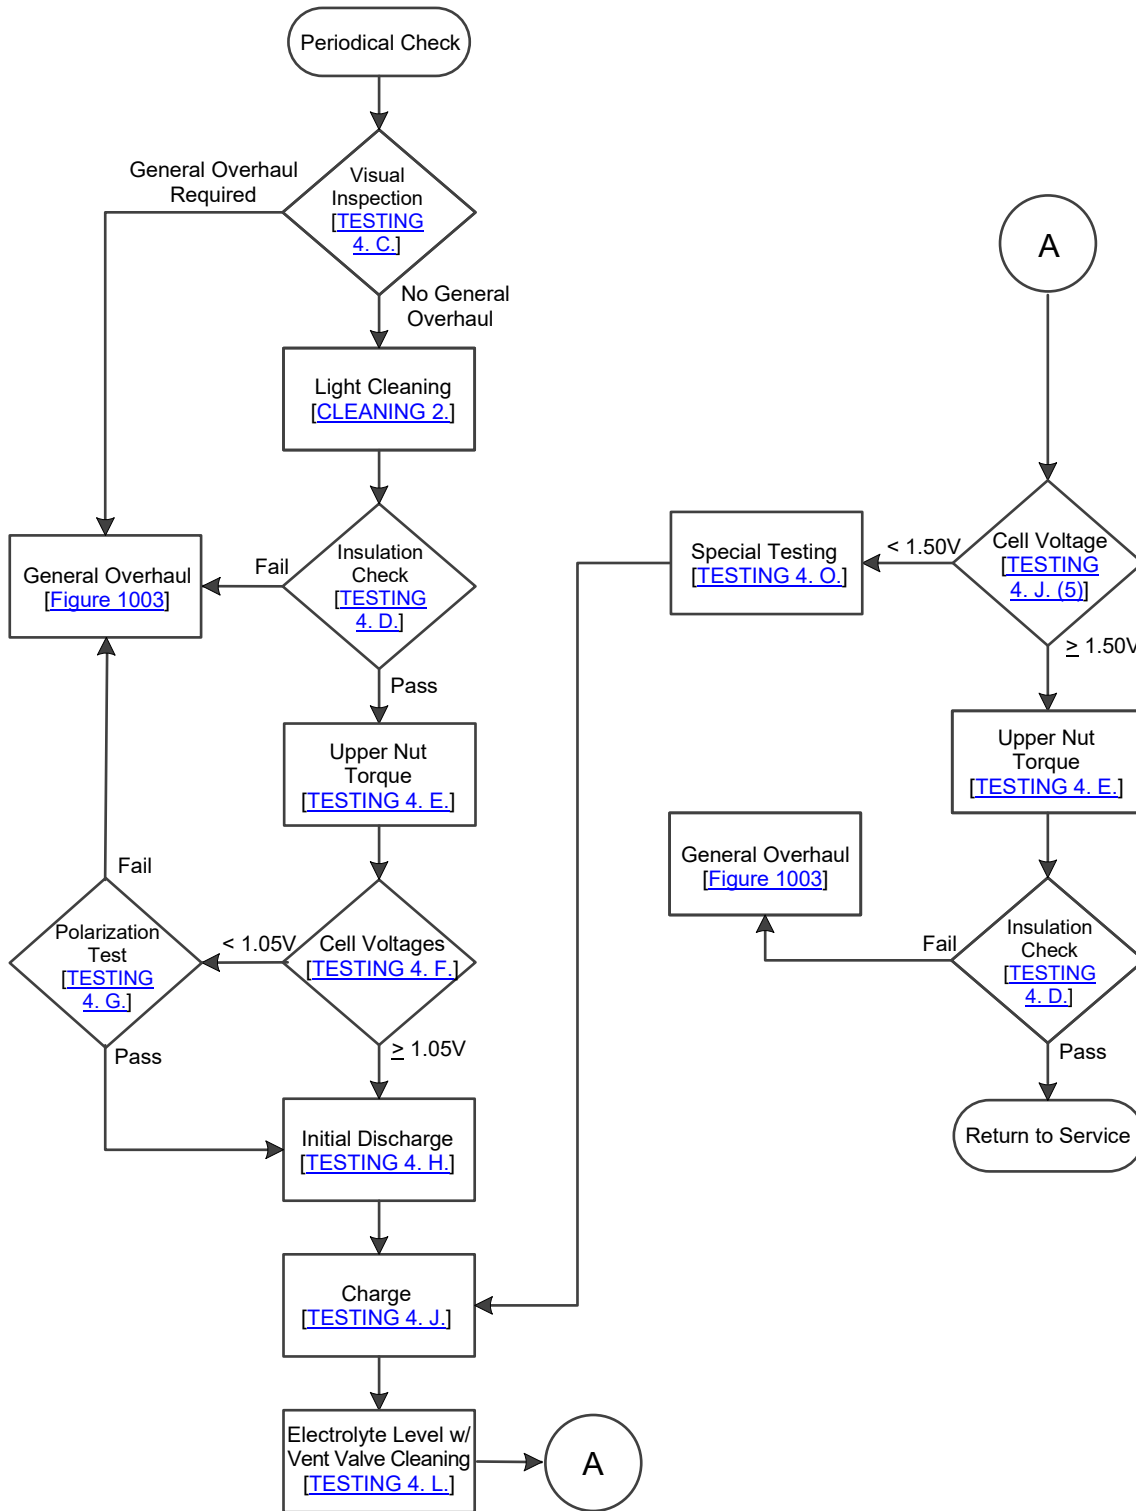 Periodical Check
General Overhaul
Required
Visual
Inspection
[TESTING
4. C.]
No General
Overhaul
Light Cleaning
[CLEANING 2.]
General Overhaul
[Figure 1003]
Fail
Insulation
Check
[TESTING
4. D.]
Pass
Upper Nut
Torque
[TESTING 4. E.]
Fail
Polarization
Test
[TESTING
4. G.]
< 1.05V
Cell Voltages
[TESTING 4. F.]
Pass
≥ 1.05V
Initial Discharge
[TESTING 4. H.]
Charge
[TESTING 4. J.]
Electrolyte Level w/
Vent Valve Cleaning
[TESTING 4. L.]
A
A
Special Testing
[TESTING 4. O.]
< 1.50V
Cell Voltage
[TESTING
4. J. (5)]
≥ 1.50V
Upper Nut
Torque
[TESTING 4. E.]
General Overhaul
[Figure 1003]
Fail
Insulation
Check
[TESTING
4. D.]
Pass
Return to Service